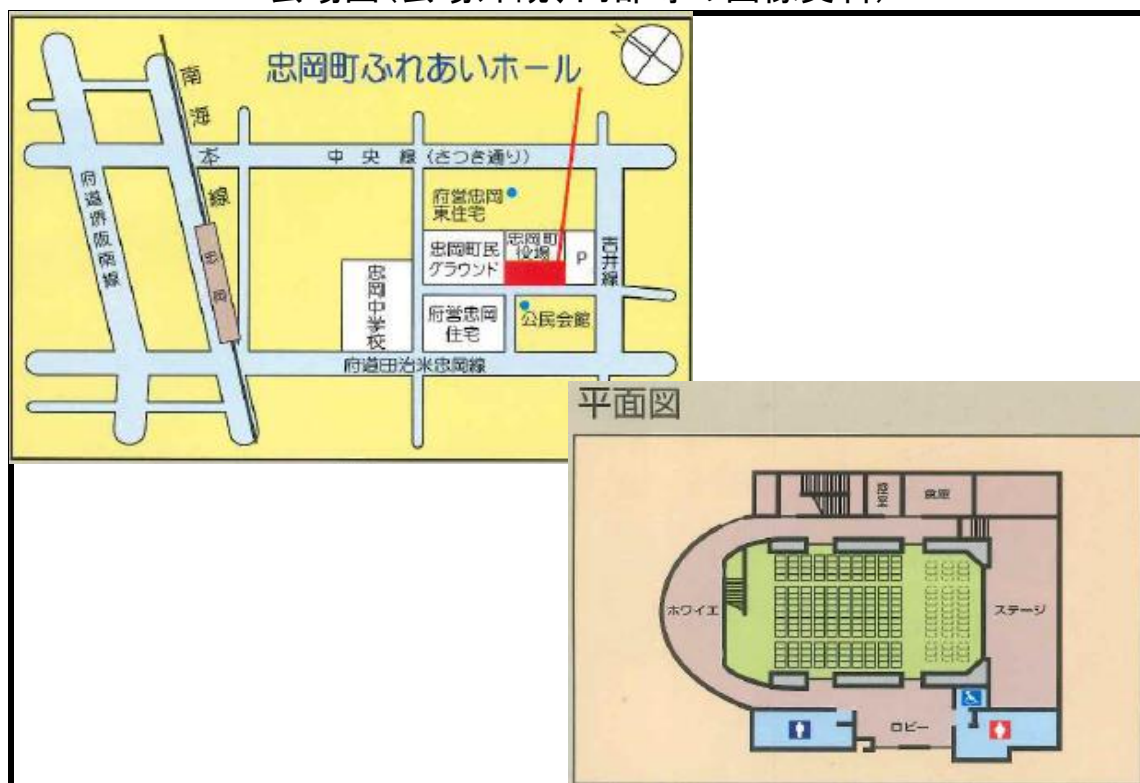 忠岡町ふれあいホール
N
南海本線
中央線(さつき通り)
府道堺阪南線
忠岡
府営忠岡
東住宅
忠岡町民
グラウンド
忠岡町
役場
P
吉井線
忠岡中学校
府営忠岡
住宅
公民会館
府道田治米忠岡線
平面図
倉庫
ホワイエ
ステージ
ロビー